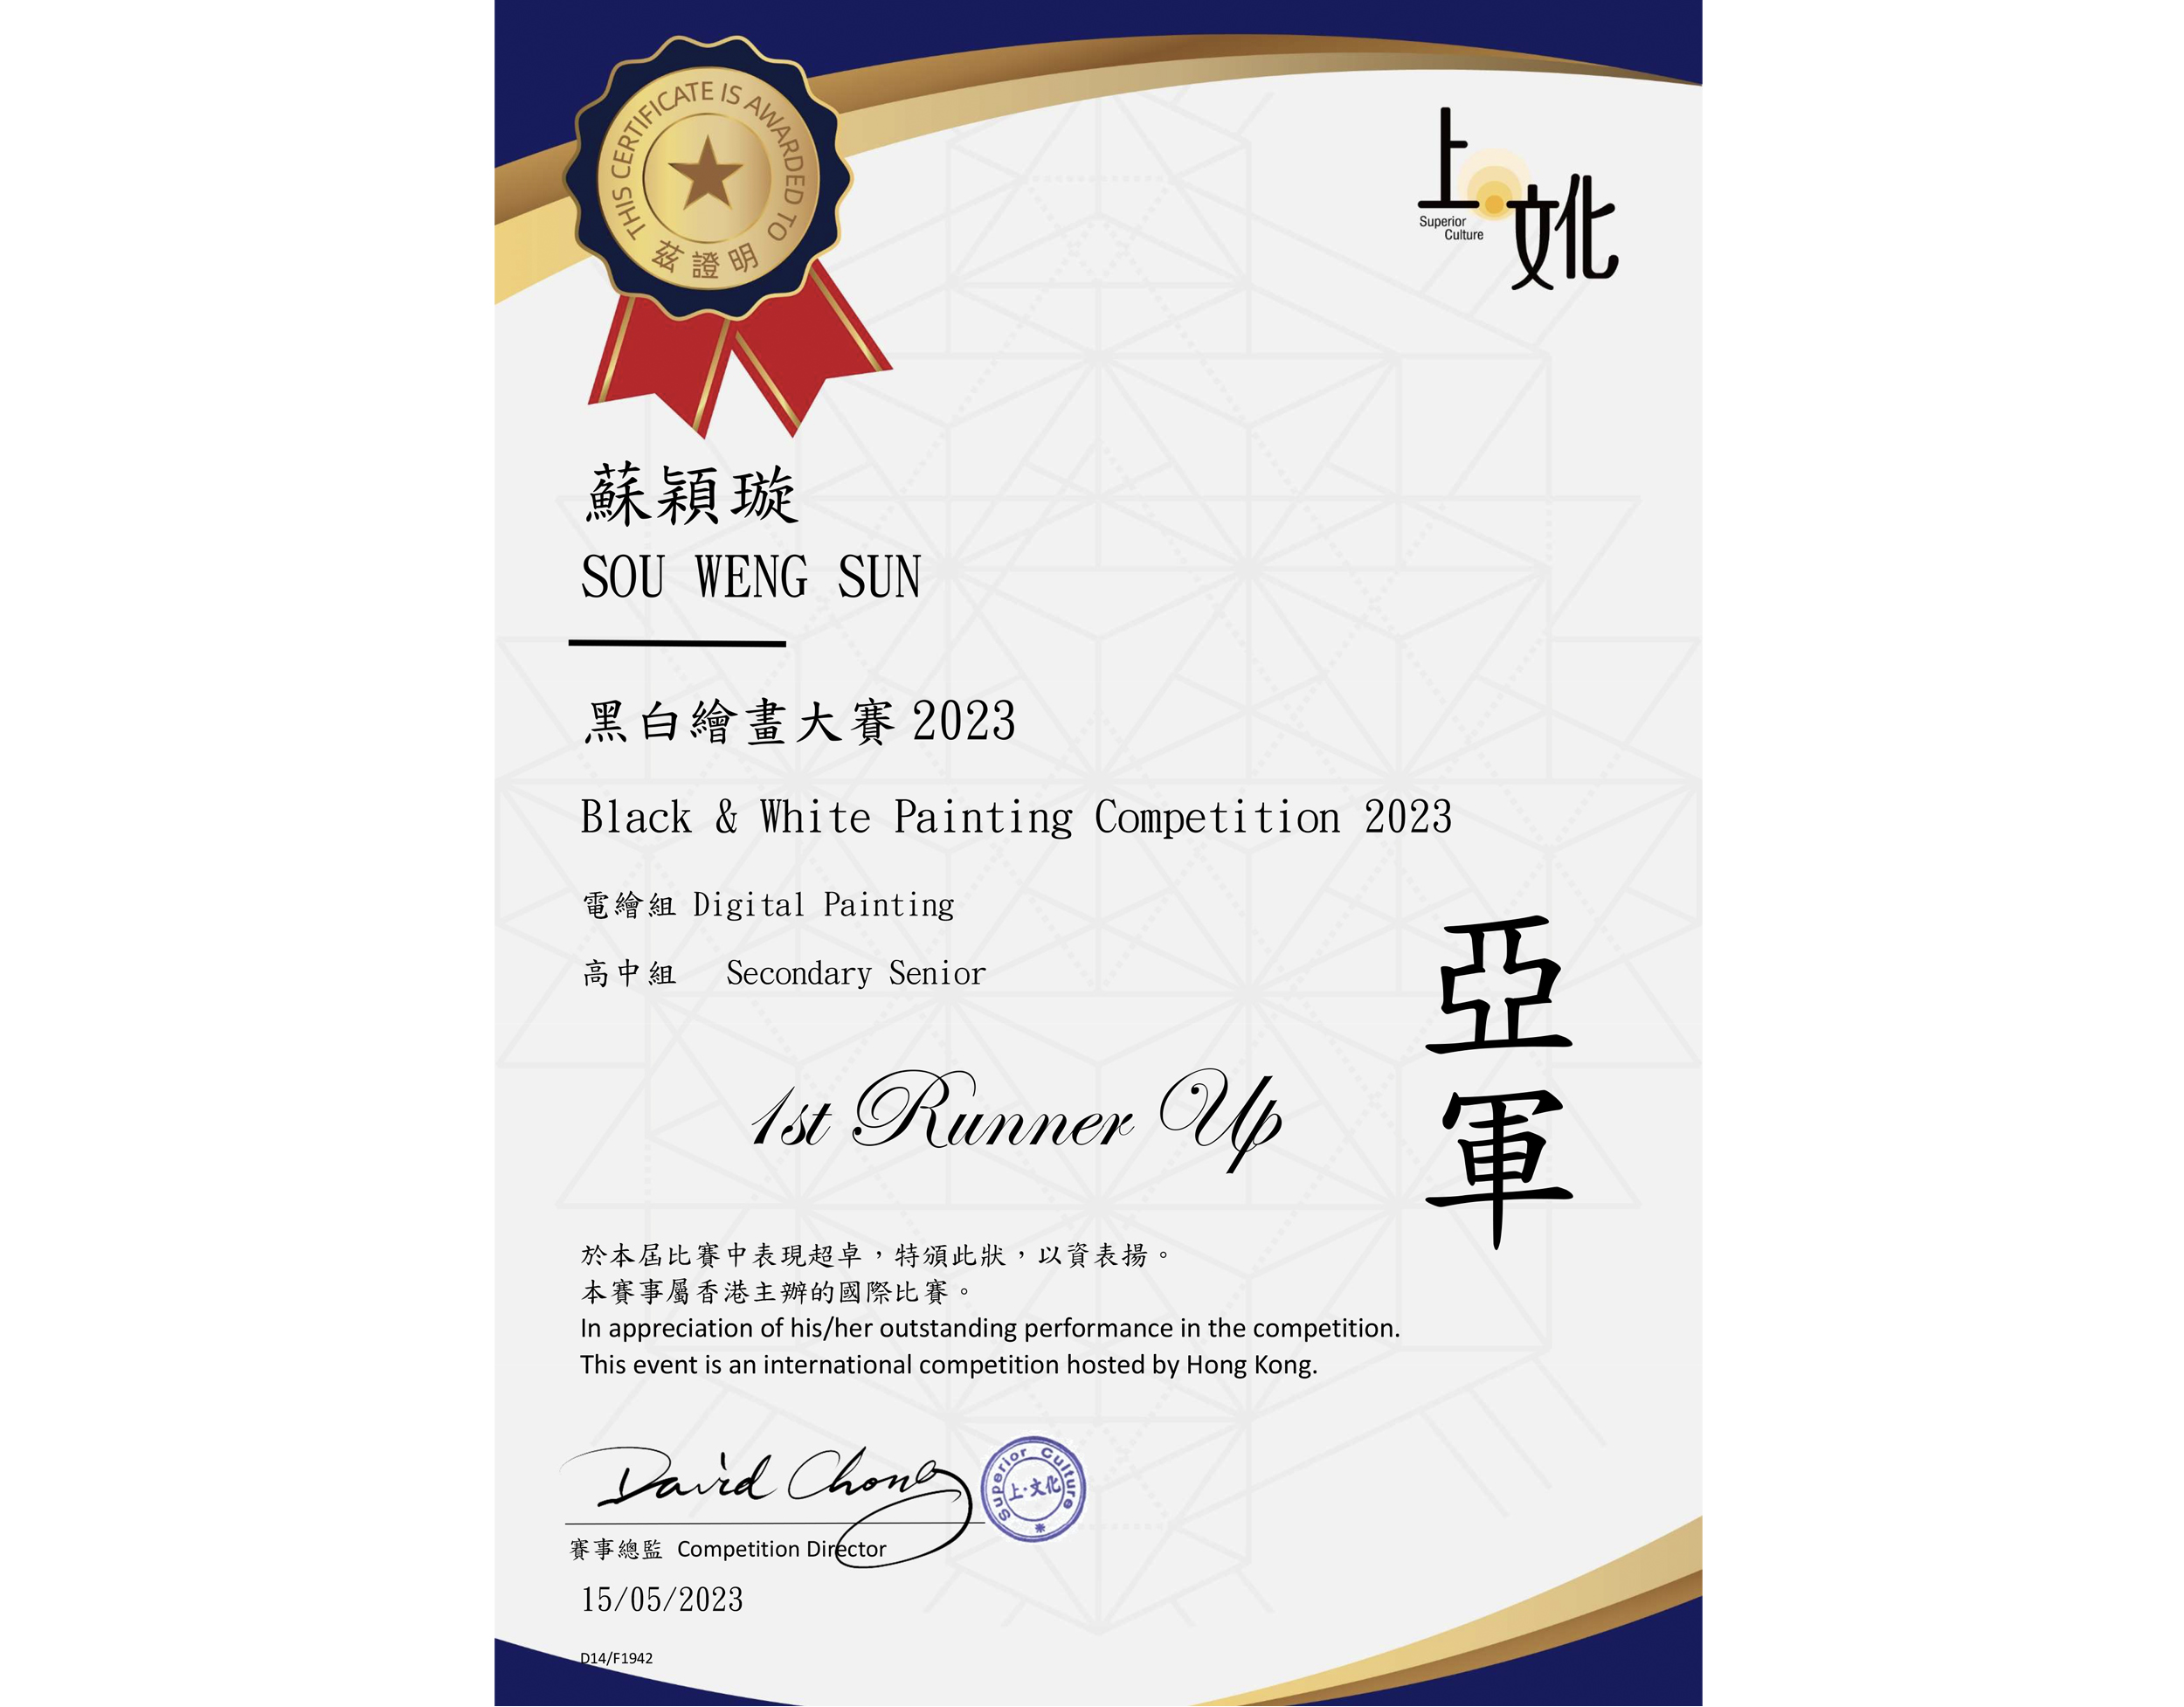 THIS CERTIFICATE IS AWARDED TO
茲證明
上文化
Superior
Culture
蘇穎璇
SOU WENG SUN
黑白繪畫大賽 2023
Black & White Painting Competition 2023
電繪組 Digital Painting
高中組 Secondary Senior
亞軍
1st Runner Up
於本屆比賽中表現超卓，特頒此狀，以資表揚。
本賽事屬香港主辦的國際比賽。
In appreciation of his/her outstanding performance in the competition.
This event is an international competition hosted by Hong Kong.
David Chong
Superior Culture
上·文化
賽事總監 Competition Director
15/05/2023
D14/F1942